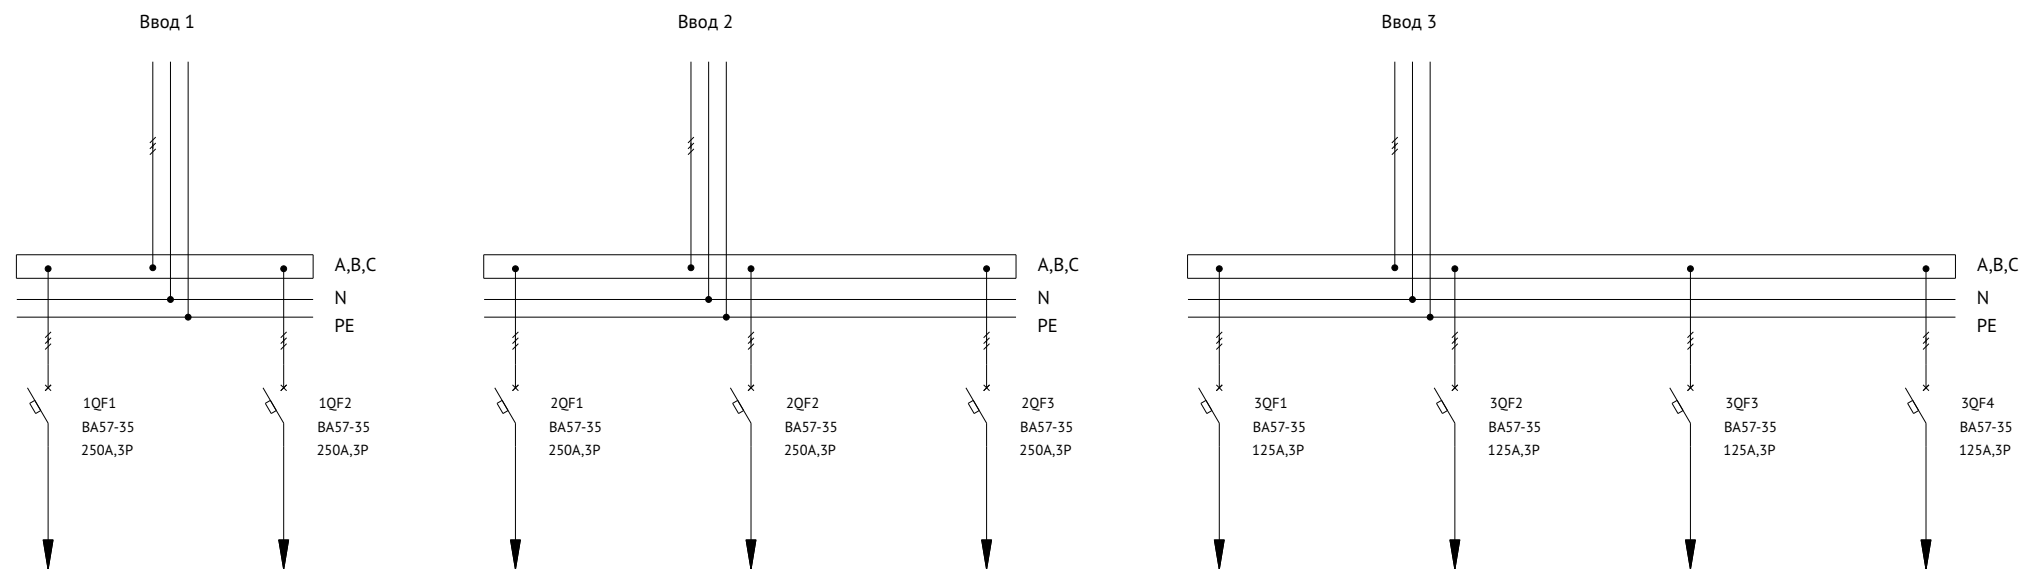 Ввод 1
Ввод 2
Ввод 3
A,B,C
N
PE
A,B,C
N
PE
A,B,C
N
PE
1QF1
ВА57-35
250А,3Р
1QF2
ВА57-35
250А,3Р
2QF1
ВА57-35
250А,3Р
2QF2
ВА57-35
250А,3Р
2QF3
ВА57-35
250А,3Р
3QF1
ВА57-35
125А,3Р
3QF2
ВА57-35
125А,3Р
3QF3
ВА57-35
125А,3Р
3QF4
ВА57-35
125А,3Р